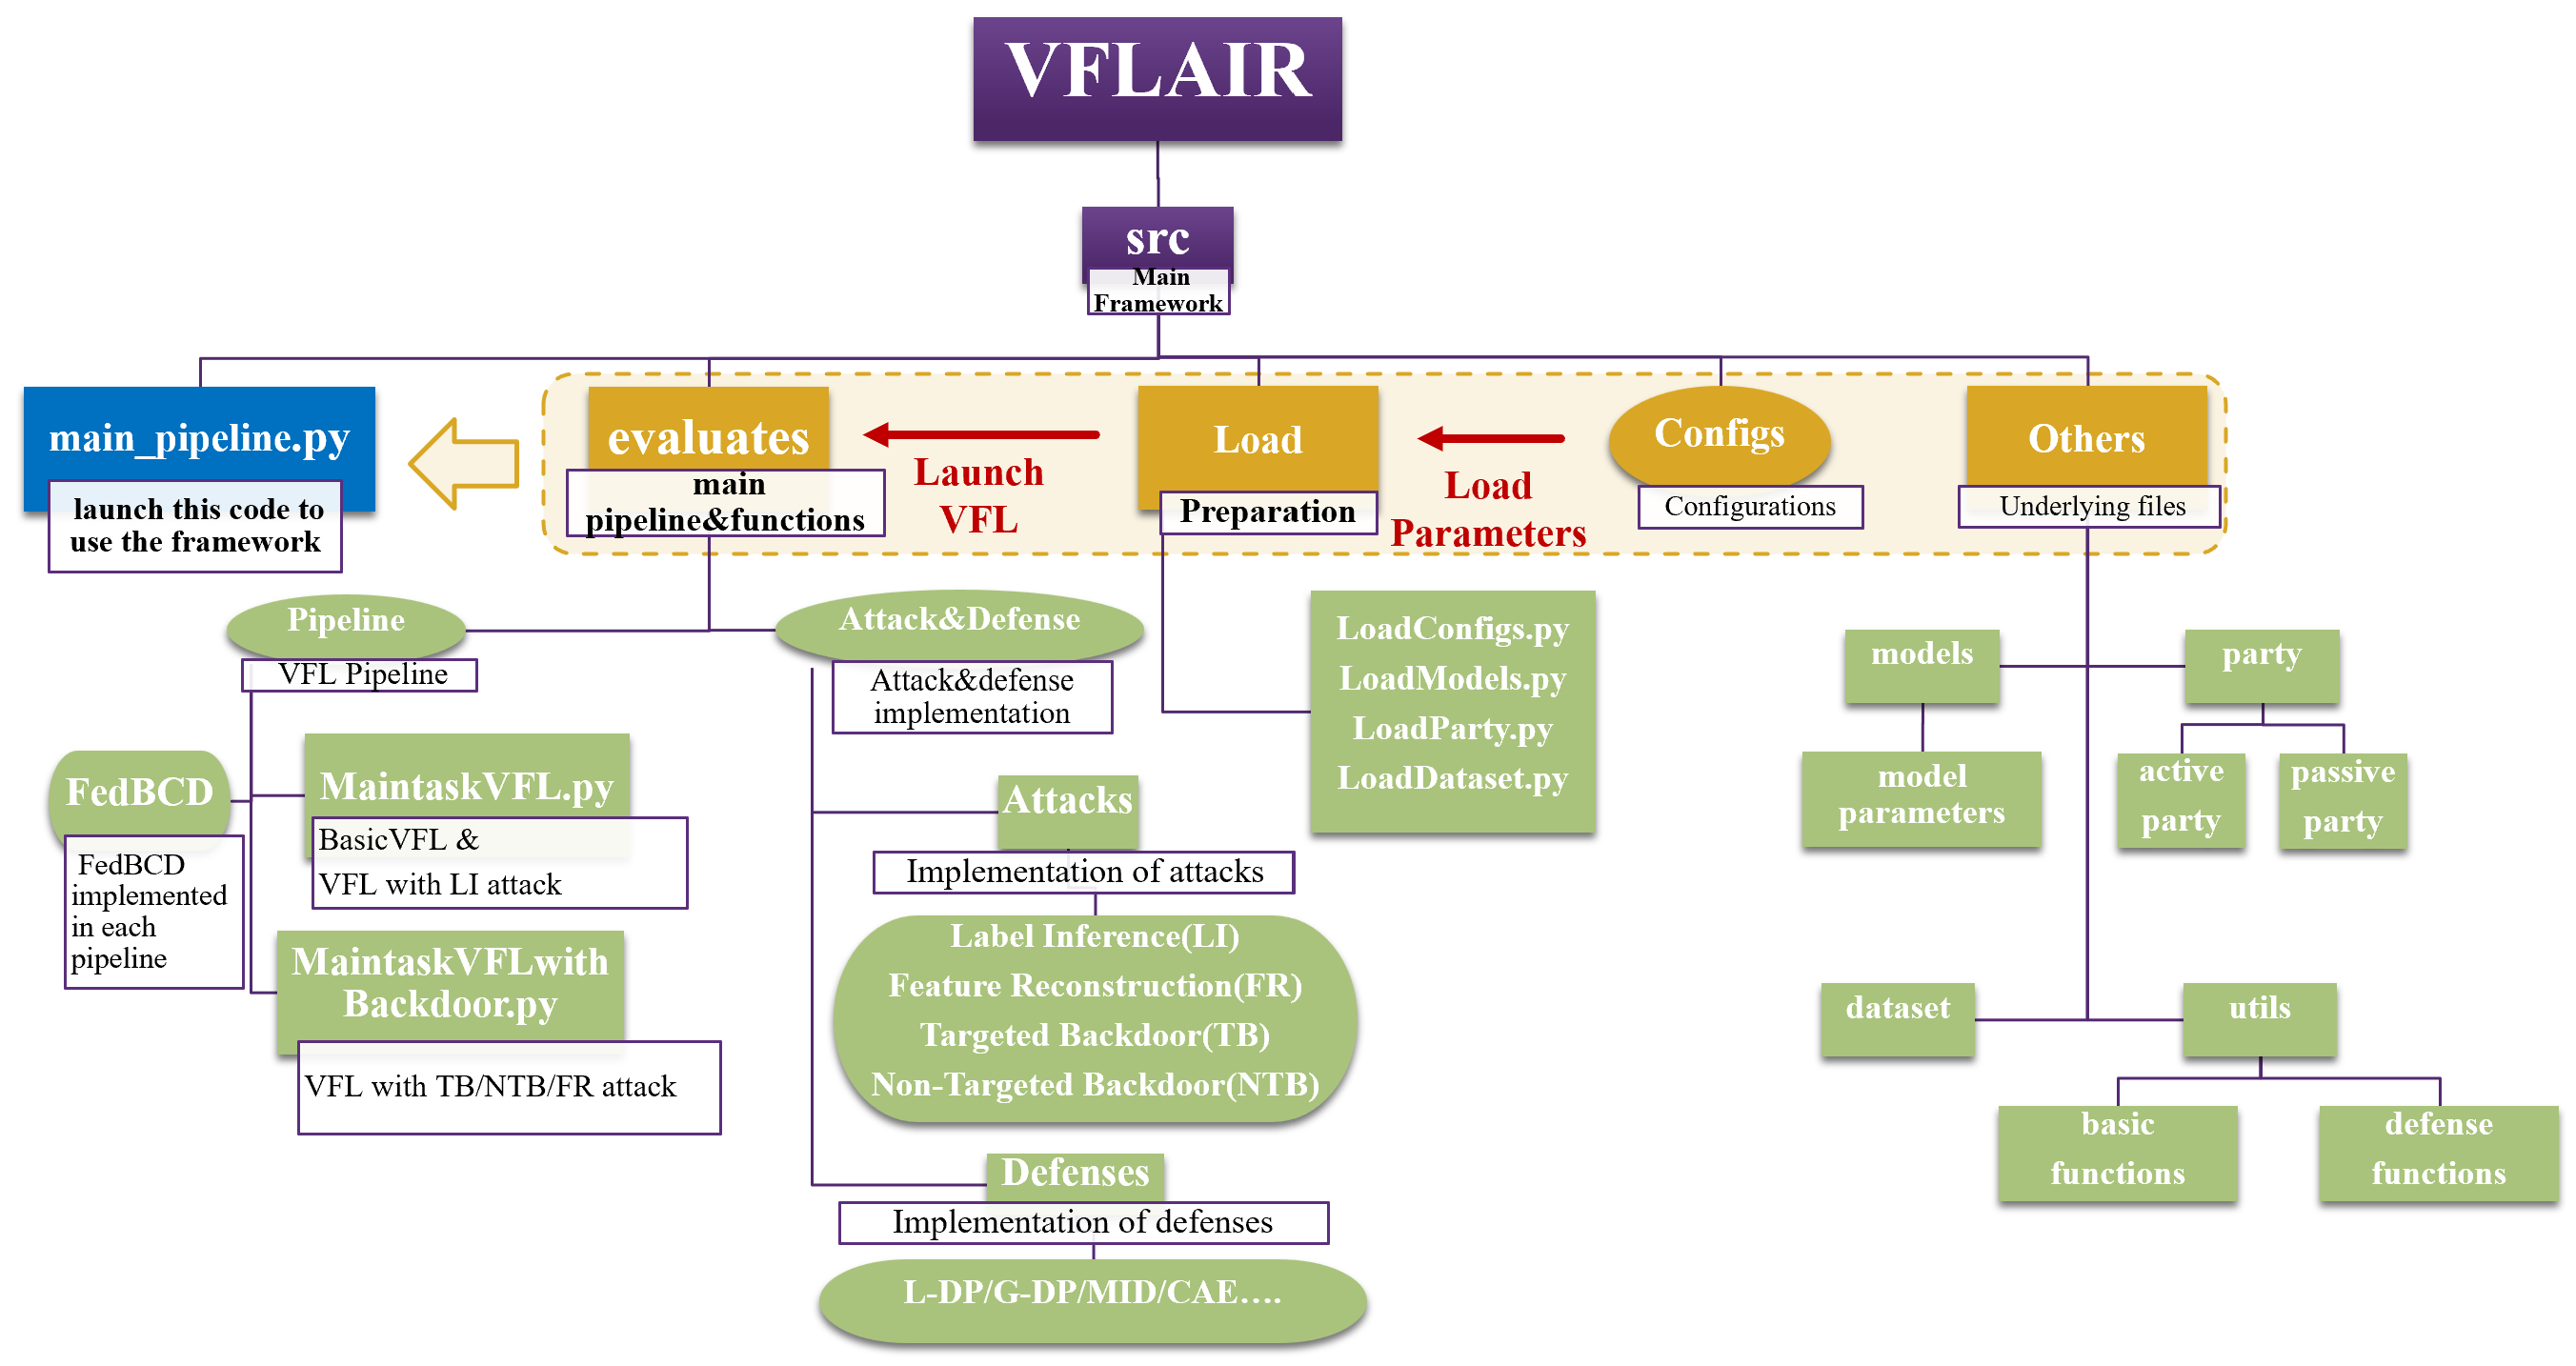 VFLAIR
src
Main
Framework
main_pipeline.py
launch this code to
use the framework
evaluates
main
pipeline&functions
Launch
VFL
Load
Preparation
Load
Parameters
Configs
Configurations
Others
Underlying files
Pipeline
VFL Pipeline
FedBCD
FedBCD
implemented
in each
pipeline
MaintaskVFL.py
BasicVFL &
VFL with LI attack
MaintaskVFLwith
Backdoor.py
VFL with TB/NTB/FR attack
Attack&Defense
Attack&defense
implementation
Attacks
Implementation of attacks
Label Inference(LI)
Feature Reconstruction(FR)
Targeted Backdoor(TB)
Non-Targeted Backdoor(NTB)
Defenses
Implementation of defenses
L-DP/G-DP/MID/CAE….
LoadConfigs.py
LoadModels.py
LoadParty.py
LoadDataset.py
models
model
parameters
party
active
party
passive
party
dataset
utils
basic
functions
defense
functions